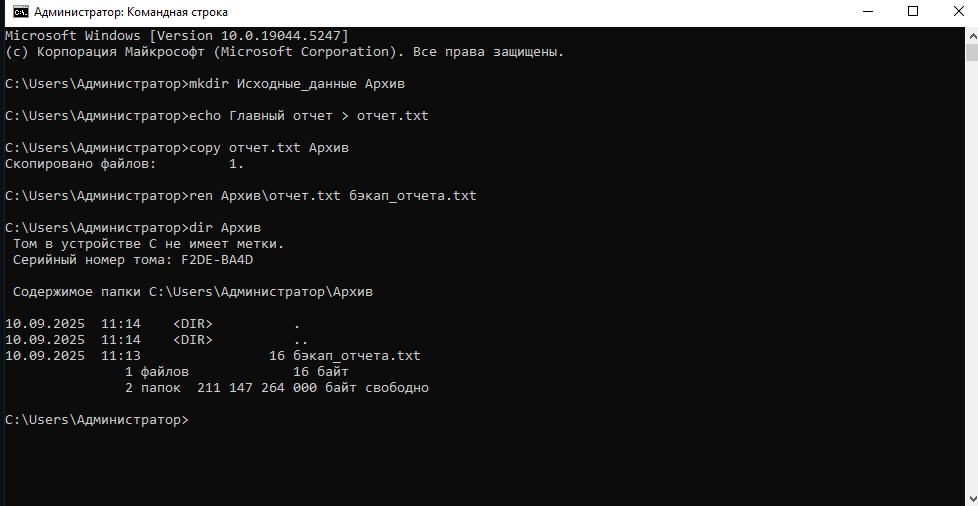 Администратор: Командная строка
Microsoft Windows [Version 10.0.19044.5247]
(c) Корпорация Майкрософт (Microsoft Corporation). Все права защищены.
C:\Users\Администратор>mkdir Исходные_данные Архив
C:\Users\Администратор>echo Главный отчет > отчет.txt
C:\Users\Администратор>copy отчет.txt Архив
Скопировано файлов:         1.
C:\Users\Администратор>ren Архив\отчет.txt бэкап_отчета.txt
C:\Users\Администратор>dir Архив
 Том в устройстве C не имеет метки.
 Серийный номер тома: F2DE-BA4D
 Содержимое папки C:\Users\Администратор\Архив
10.09.2025  11:14    <DIR>          .
10.09.2025  11:14    <DIR>          ..
10.09.2025  11:13                16 бэкап_отчета.txt
               1 файлов             16 байт
               2 папок  211 147 264 000 байт свободно
C:\Users\Администратор>